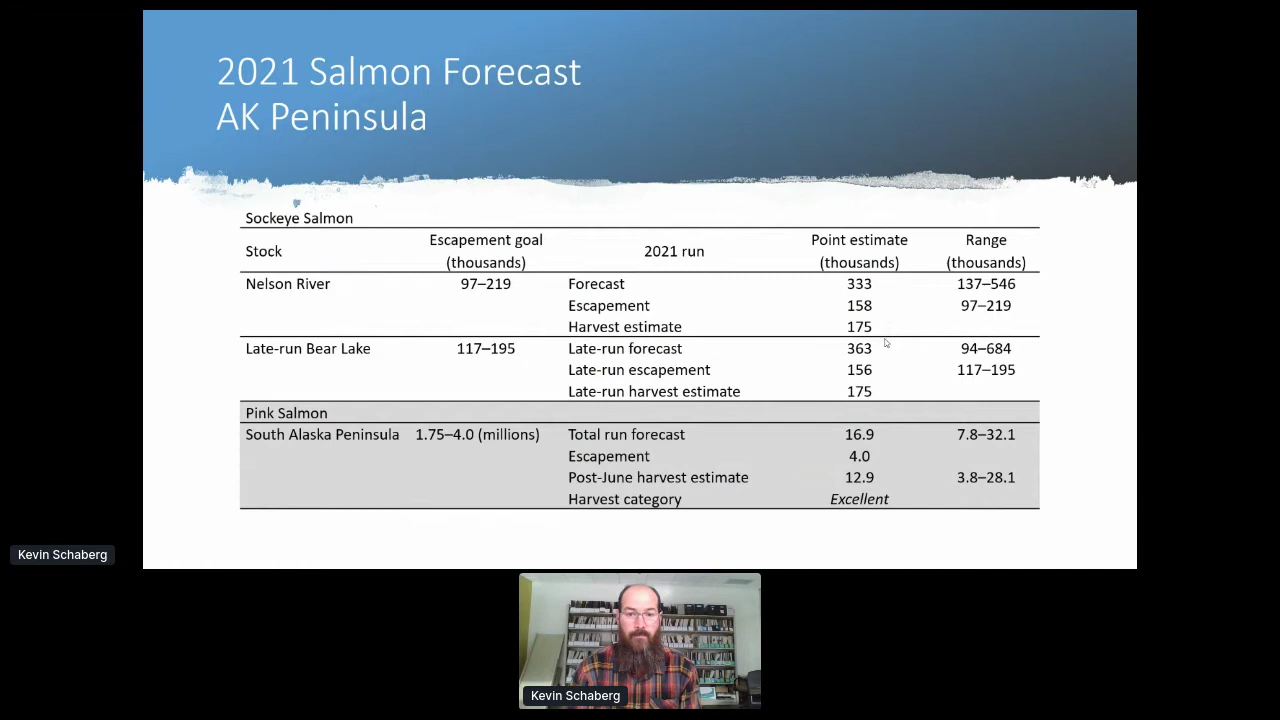 2021 Salmon Forecast
AK Peninsula
Sockeye Salmon
Stock Escapement goal (thousands) 2021 run Point estimate (thousands) Range (thousands)
Nelson River 97–219 Forecast 333 137–546
Escapement 158 97–219
Harvest estimate 175
Late-run Bear Lake 117–195 Late-run forecast 363 94–684
Late-run escapement 156 117–195
Late-run harvest estimate 175
Pink Salmon
South Alaska Peninsula 1.75–4.0 (millions) Total run forecast 16.9 7.8–32.1
Escapement 4.0
Post-June harvest estimate 12.9 3.8–28.1
Harvest category Excellent
Kevin Schaberg
Kevin Schaberg